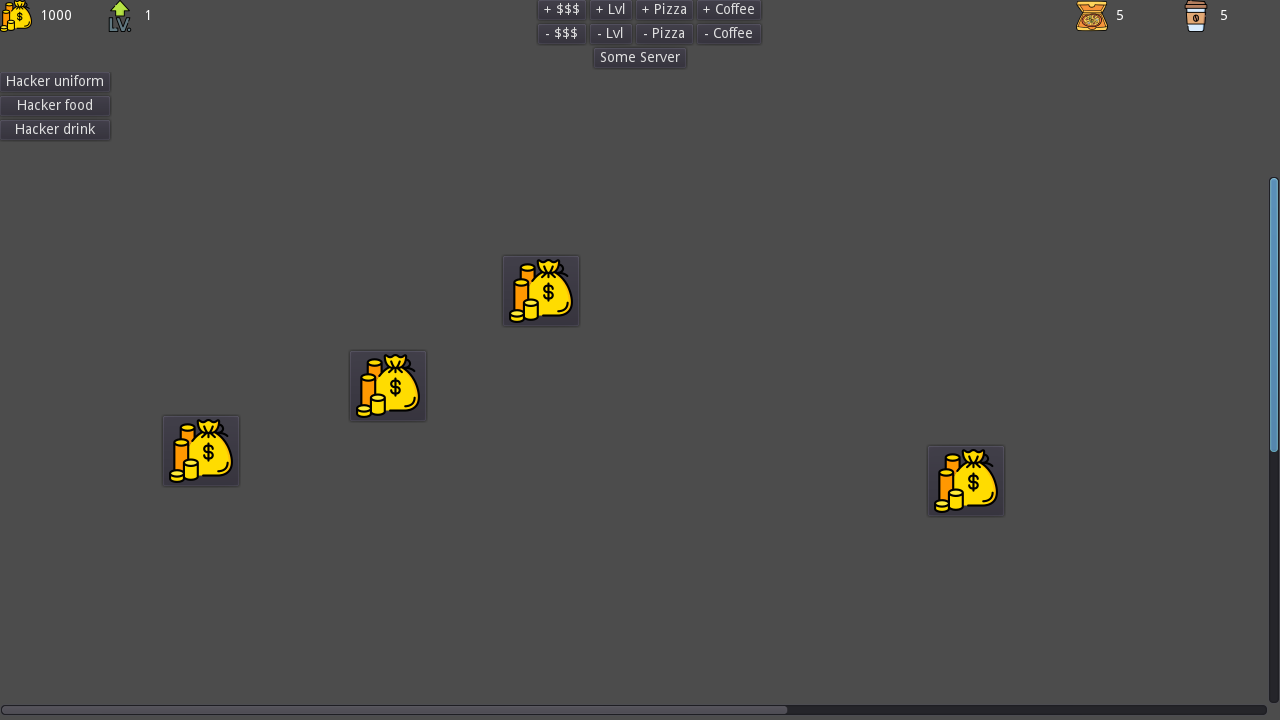 1000 LV. 1 + $$$ + Lvl + Pizza + Coffee 5 5
- $$$ - Lvl - Pizza - Coffee
Some Server
Hacker uniform
Hacker food
Hacker drink
$
$
$
$